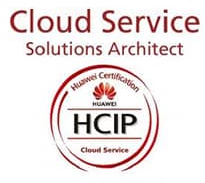 Cloud Service
Solutions Architect
Huawei Certification
HUAWEI
HCIP
Cloud Service